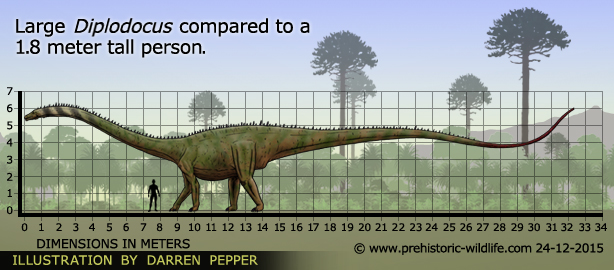 Large Diplodocus compared to a
1.8 meter tall person.
7
6
5
4
3
2
1
0
0 1 2 3 4 5 6 7 8 9 10 11 12 13 14 15 16 17 18 19 20 21 22 23 24 25 26 27 28 29 30 31 32 33 34
DIMENSIONS IN METERS
© www.prehistoric-wildlife.com 24-12-2015
ILLUSTRATION BY DARREN PEPPER